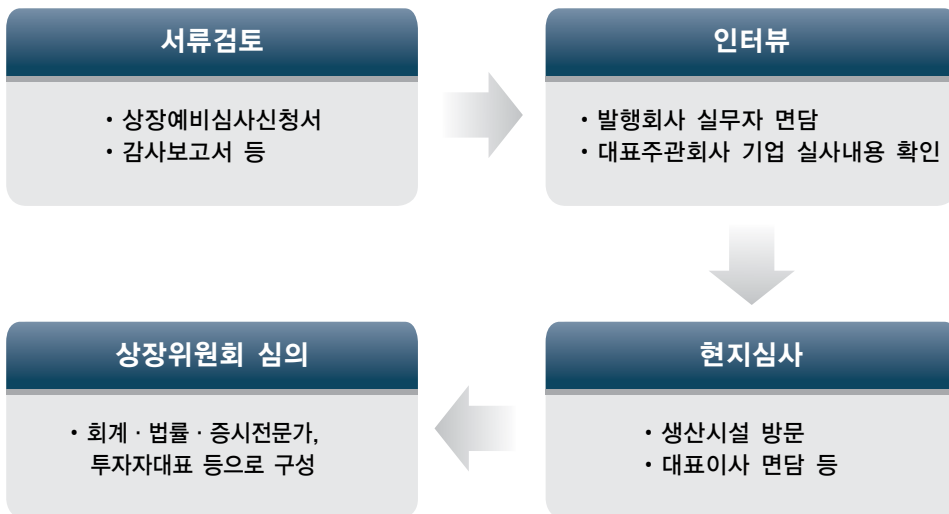 서류검토
• 상장예비심사신청서
• 감사보고서 등
인터뷰
• 발행회사 실무자 면담
• 대표주관회사 기업 실사내용 확인
현지심사
• 생산시설 방문
• 대표이사 면담 등
상장위원회 심의
• 회계 · 법률 · 증시전문가,
투자자대표 등으로 구성